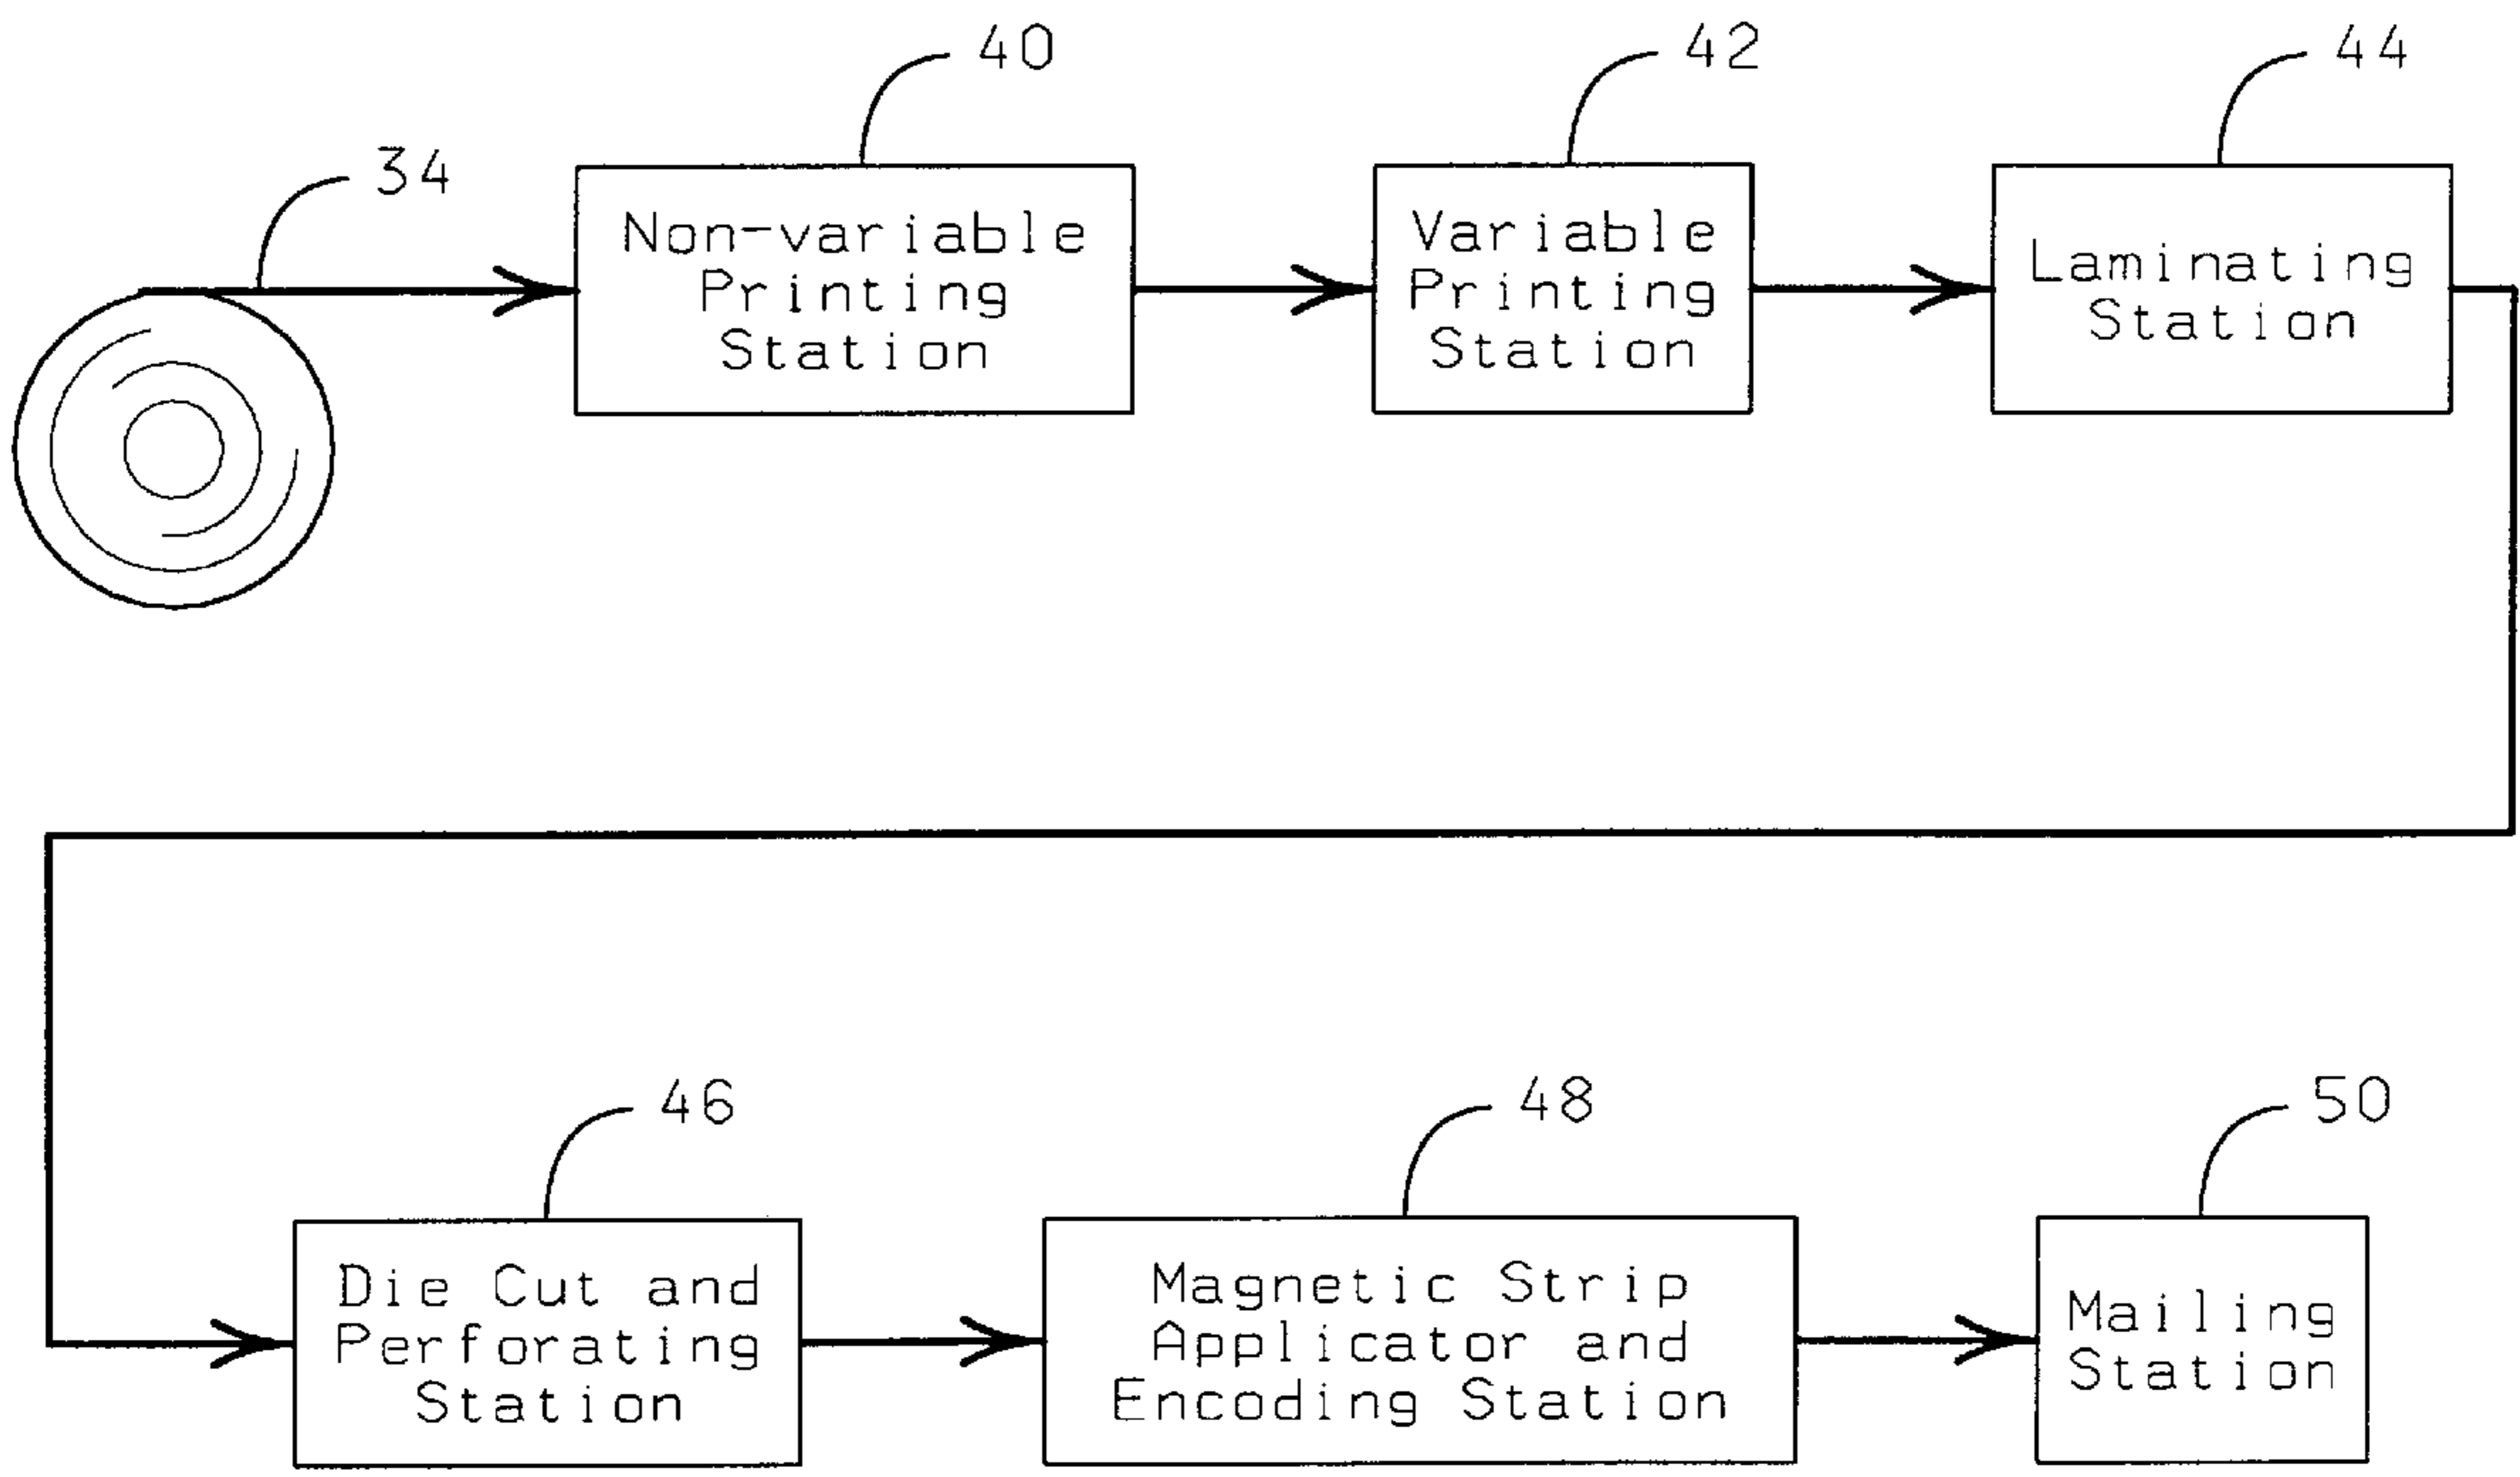 40
42
44
34
Non-variable
Printing
Station
Variable
Printing
Station
Laminating
Station
46
48
50
Die Cut and
Perforating
Station
Magnetic Strip
Applicator and
Encoding Station
Mailing
Station